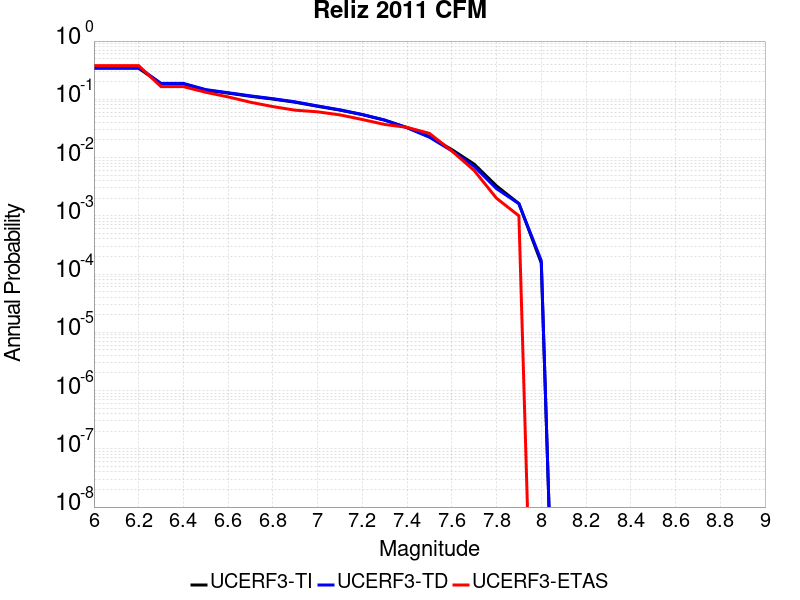 Reliz 2011 CFM
10^0
10^-1
10^-2
10^-3
10^-4
10^-5
10^-6
10^-7
10^-8
Annual Probability
6 6.2 6.4 6.6 6.8 7 7.2 7.4 7.6 7.8 8 8.2 8.4 8.6 8.8 9
Magnitude
UCERF3-TI UCERF3-TD UCERF3-ETAS